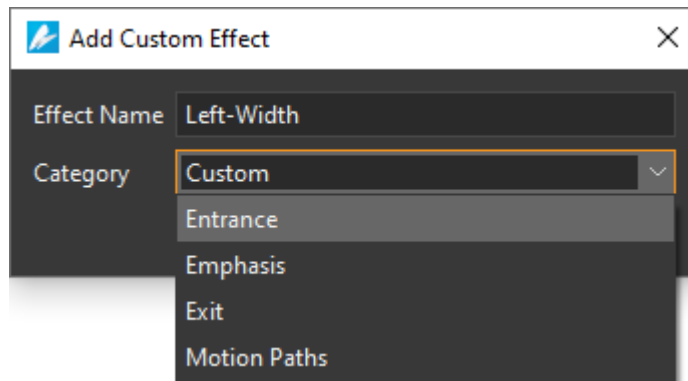 Add Custom Effect
Effect Name Left-Width
Category Custom
Entrance
Emphasis
Exit
Motion Paths